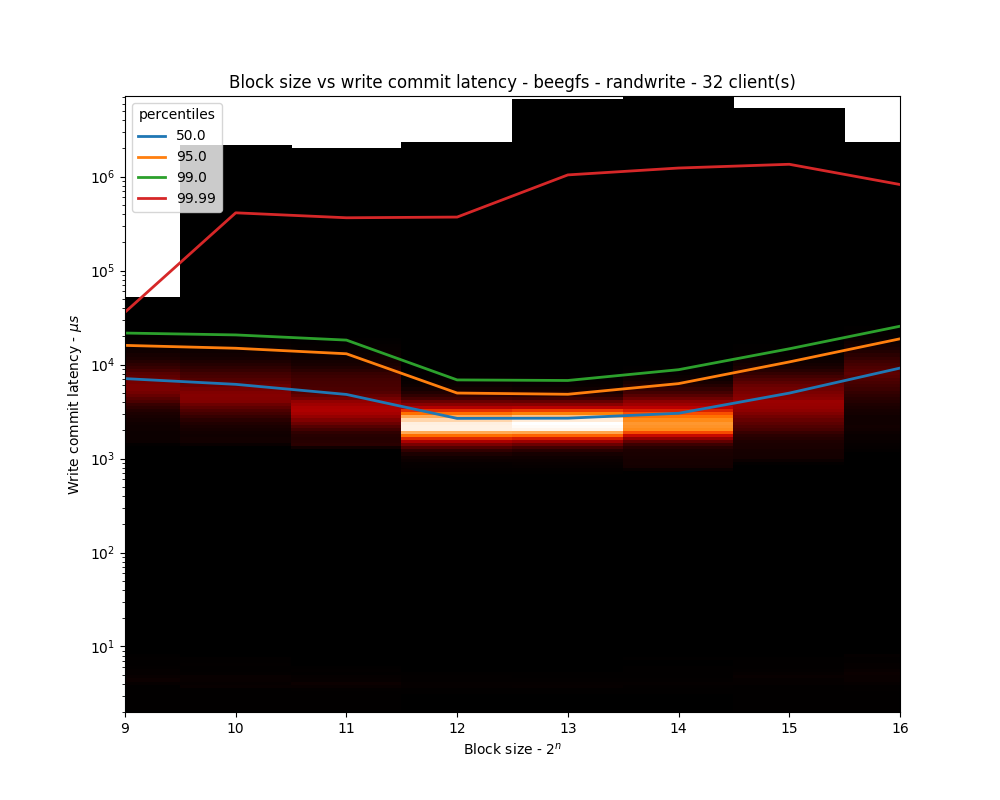 Block size vs write commit latency - beegfs - randwrite - 32 client(s)
percentiles
50.0
95.0
99.0
99.99
10⁶
10⁵
10⁴
10³
10²
10¹
Write commit latency - μs
9 10 11 12 13 14 15 16
Block size - 2ⁿ